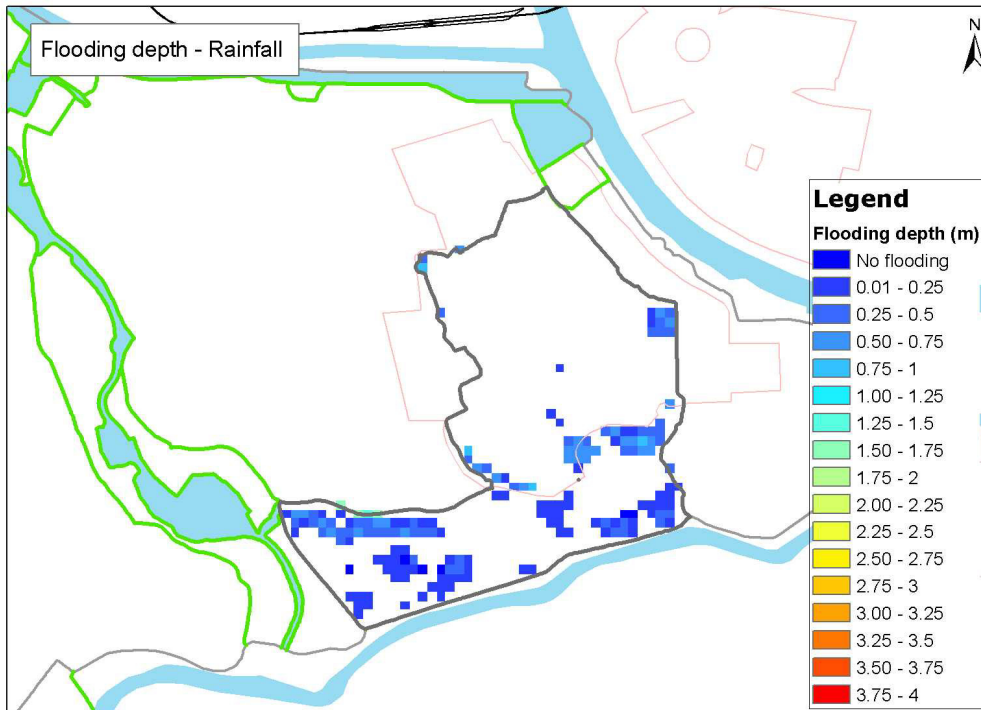 Flooding depth - Rainfall
N
Legend
Flooding depth (m)
No flooding
0.01 - 0.25
0.25 - 0.5
0.50 - 0.75
0.75 - 1
1.00 - 1.25
1.25 - 1.5
1.50 - 1.75
1.75 - 2
2.00 - 2.25
2.25 - 2.5
2.50 - 2.75
2.75 - 3
3.00 - 3.25
3.25 - 3.5
3.50 - 3.75
3.75 - 4